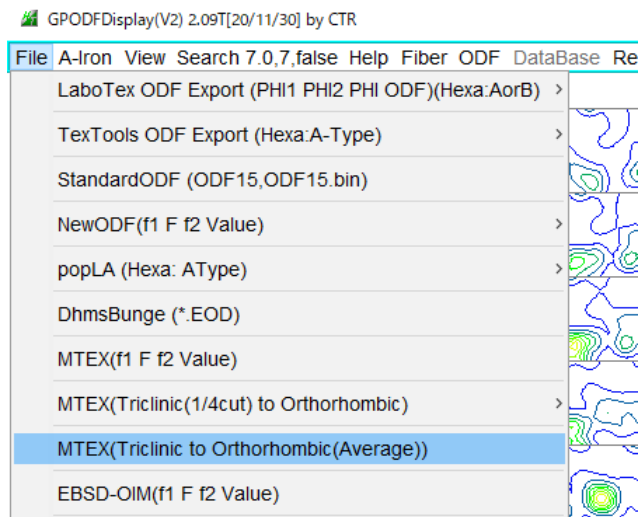 GPODFDisplay(V2) 2.09T[20/11/30] by CTR
File A-Iron View Search 7.0,7,false Help Fiber ODF DataBase Re
LaboTex ODF Export (PHI1 PHI2 PHI ODF)(Hexa:AorB) >
TexTools ODF Export (Hexa:A-Type) >
StandardODF (ODF15,ODF15.bin)
NewODF(f1 F f2 Value) >
popLA (Hexa: AType) >
DhmsBunge (*.EOD)
MTEX(f1 F f2 Value)
MTEX(Triclinic(1/4cut) to Orthorhombic) >
MTEX(Triclinic to Orthorhombic(Average))
EBSD-OIM(f1 F f2 Value)